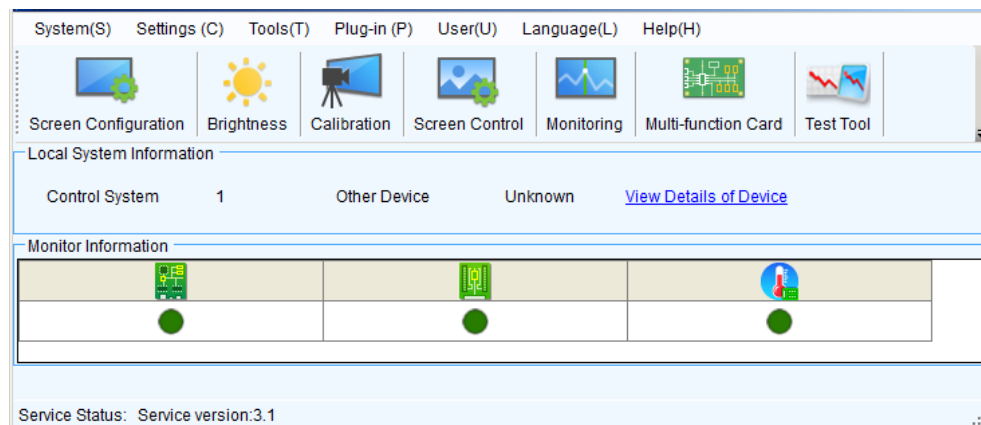 System(S) Settings (C) Tools(T) Plug-in (P) User(U) Language(L) Help(H)
Screen Configuration Brightness Calibration Screen Control Monitoring Multi-function Card Test Tool
Local System Information
Control System 1 Other Device Unknown View Details of Device
Monitor Information
Service Status: Service version:3.1